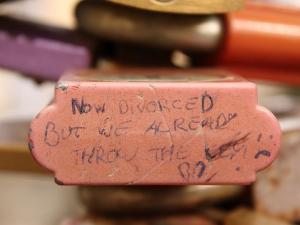 NOW DIVORCED
BUT WE ALREADY
THROW THE KEY!